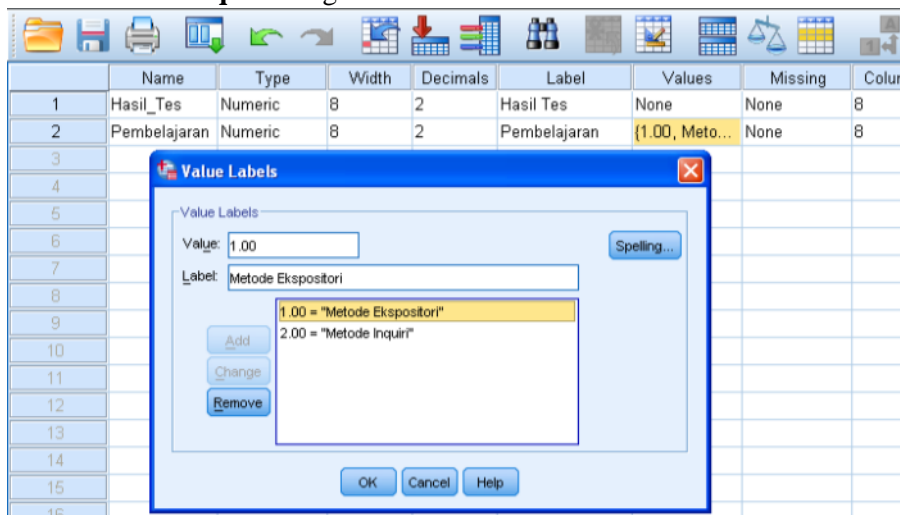 Name Type Width Decimals Label Values Missing Colur
1 Hasil_Tes Numeric 8 2 Hasil Tes None None 8
2 Pembelajaran Numeric 8 2 Pembelajaran {1.00, Meto... None 8
3
4
5
6
7
8
9
10
11
12
13
14
15
16
Value Labels
Value Labels
Value: 1.00
Spelling...
Label: Metode Ekspositori
1.00 = "Metode Ekspositori"
2.00 = "Metode Inquiri"
Add
Change
Remove
OK Cancel Help